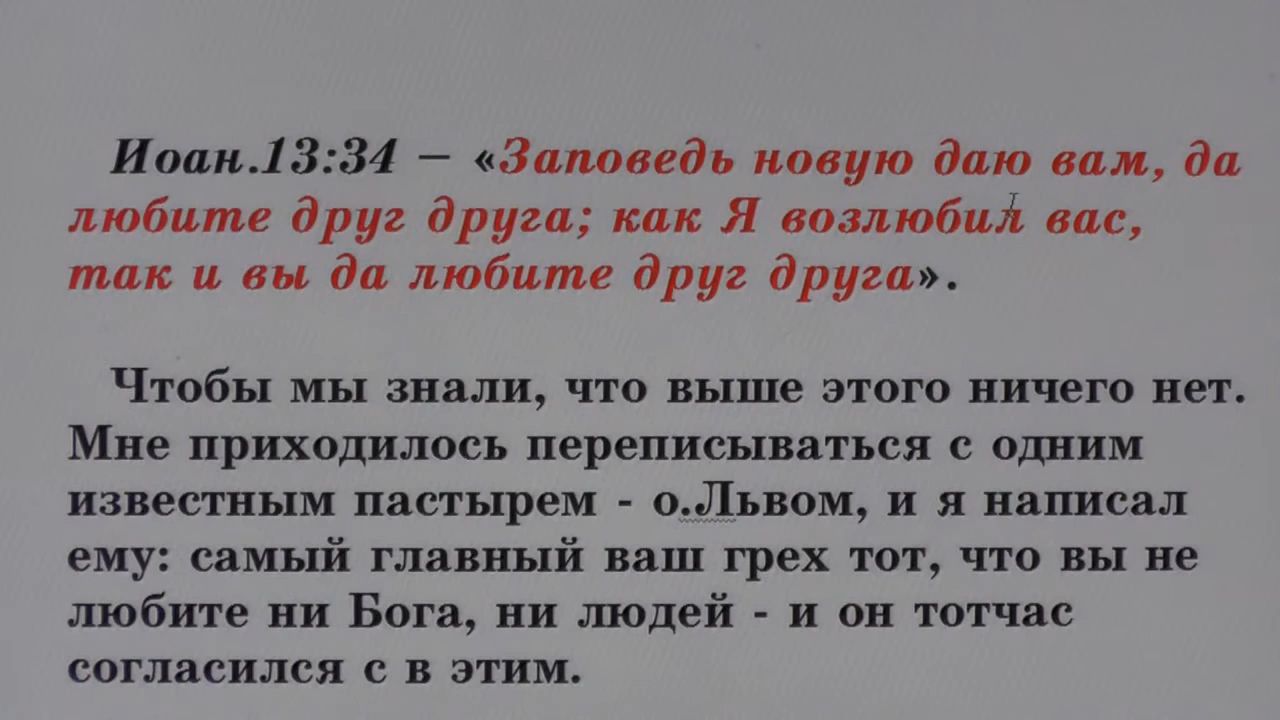 Иоан.13:34 – «Заповедь новую даю вам, да
любите друг друга; как Я возлюбил вас,
так и вы да любите друг друга».
Чтобы мы знали, что выше этого ничего нет.
Мне приходилось переписываться с одним
известным пастырем - о.Львом, и я написал
ему: самый главный ваш грех тот, что вы не
любите ни Бога, ни людей - и он тотчас
согласился с в этим.